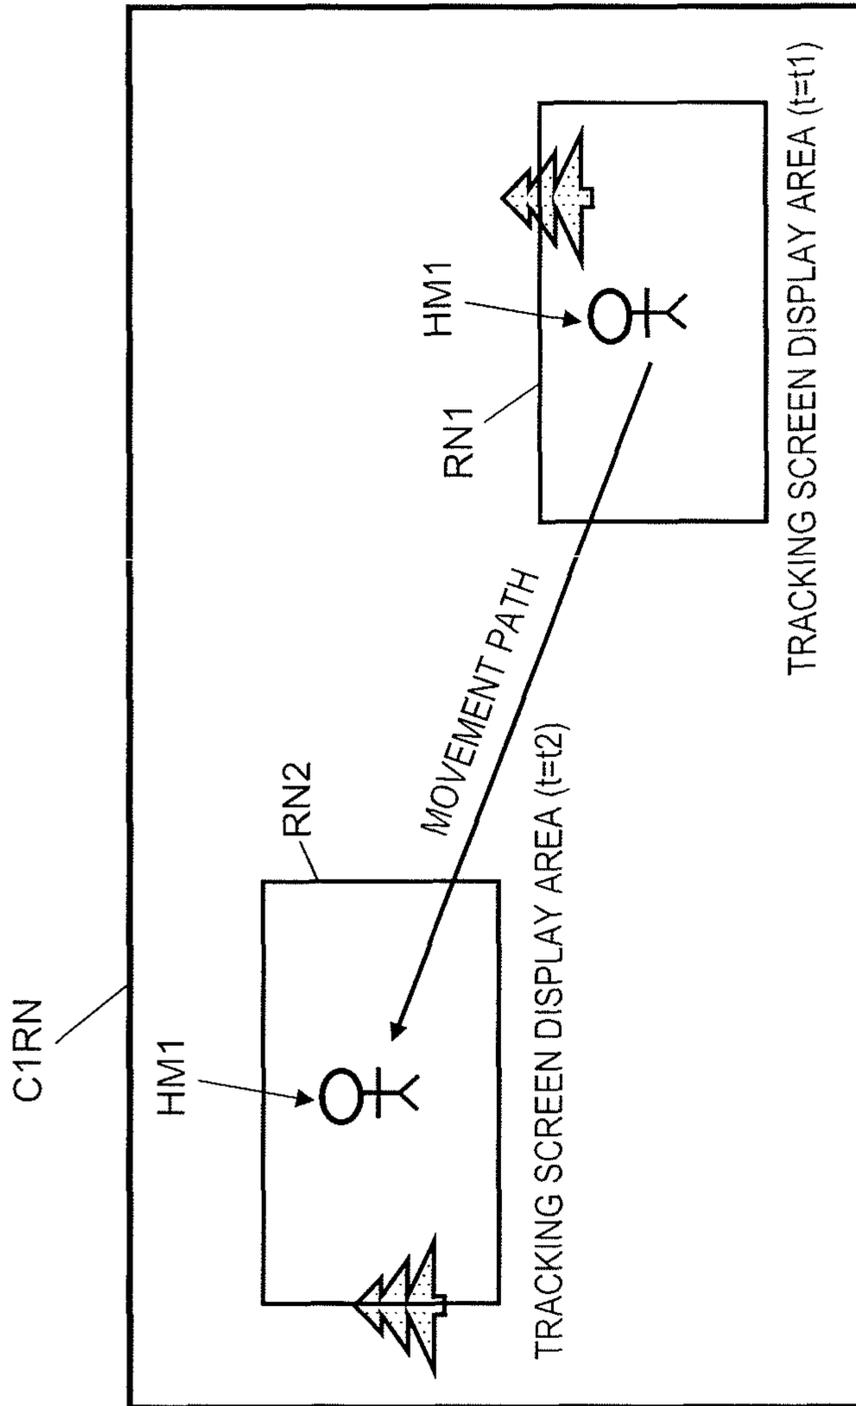 C1RN
HM1
RN2
TRACKING SCREEN DISPLAY AREA (t=t2)
MOVEMENT PATH
HM1
RN1
TRACKING SCREEN DISPLAY AREA (t=t1)